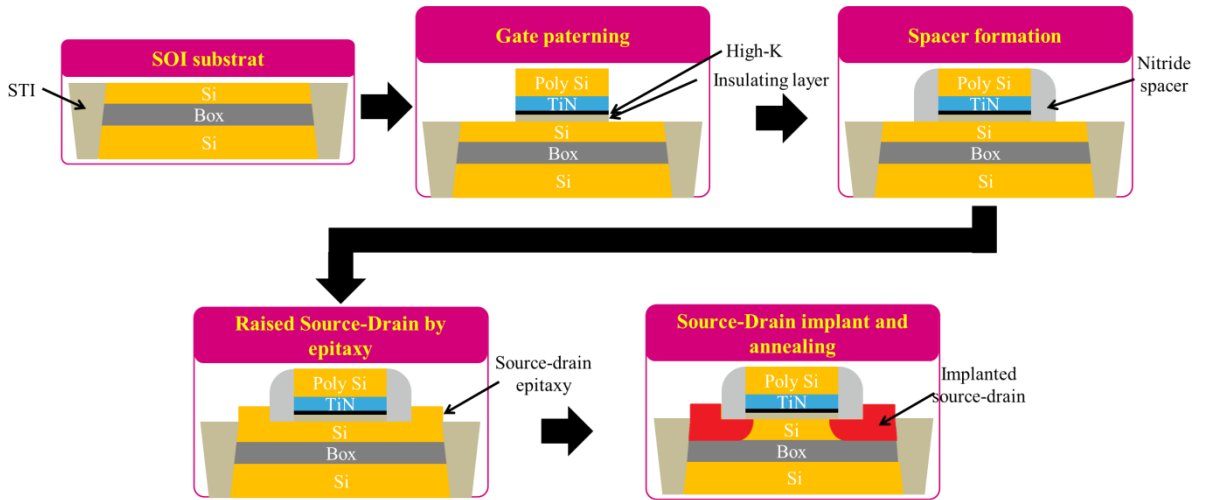 SOI substrat
STI
Si
Box
Si
Gate paterning
High-K
Insulating layer
Poly Si
TiN
Si
Box
Si
Spacer formation
Nitride
spacer
Poly Si
TiN
Si
Box
Si
Raised Source-Drain by
epitaxy
Source-drain
epitaxy
Poly Si
TiN
Si
Box
Si
Source-Drain implant and
annealing
Implanted
source-drain
Poly Si
TiN
Si
Box
Si